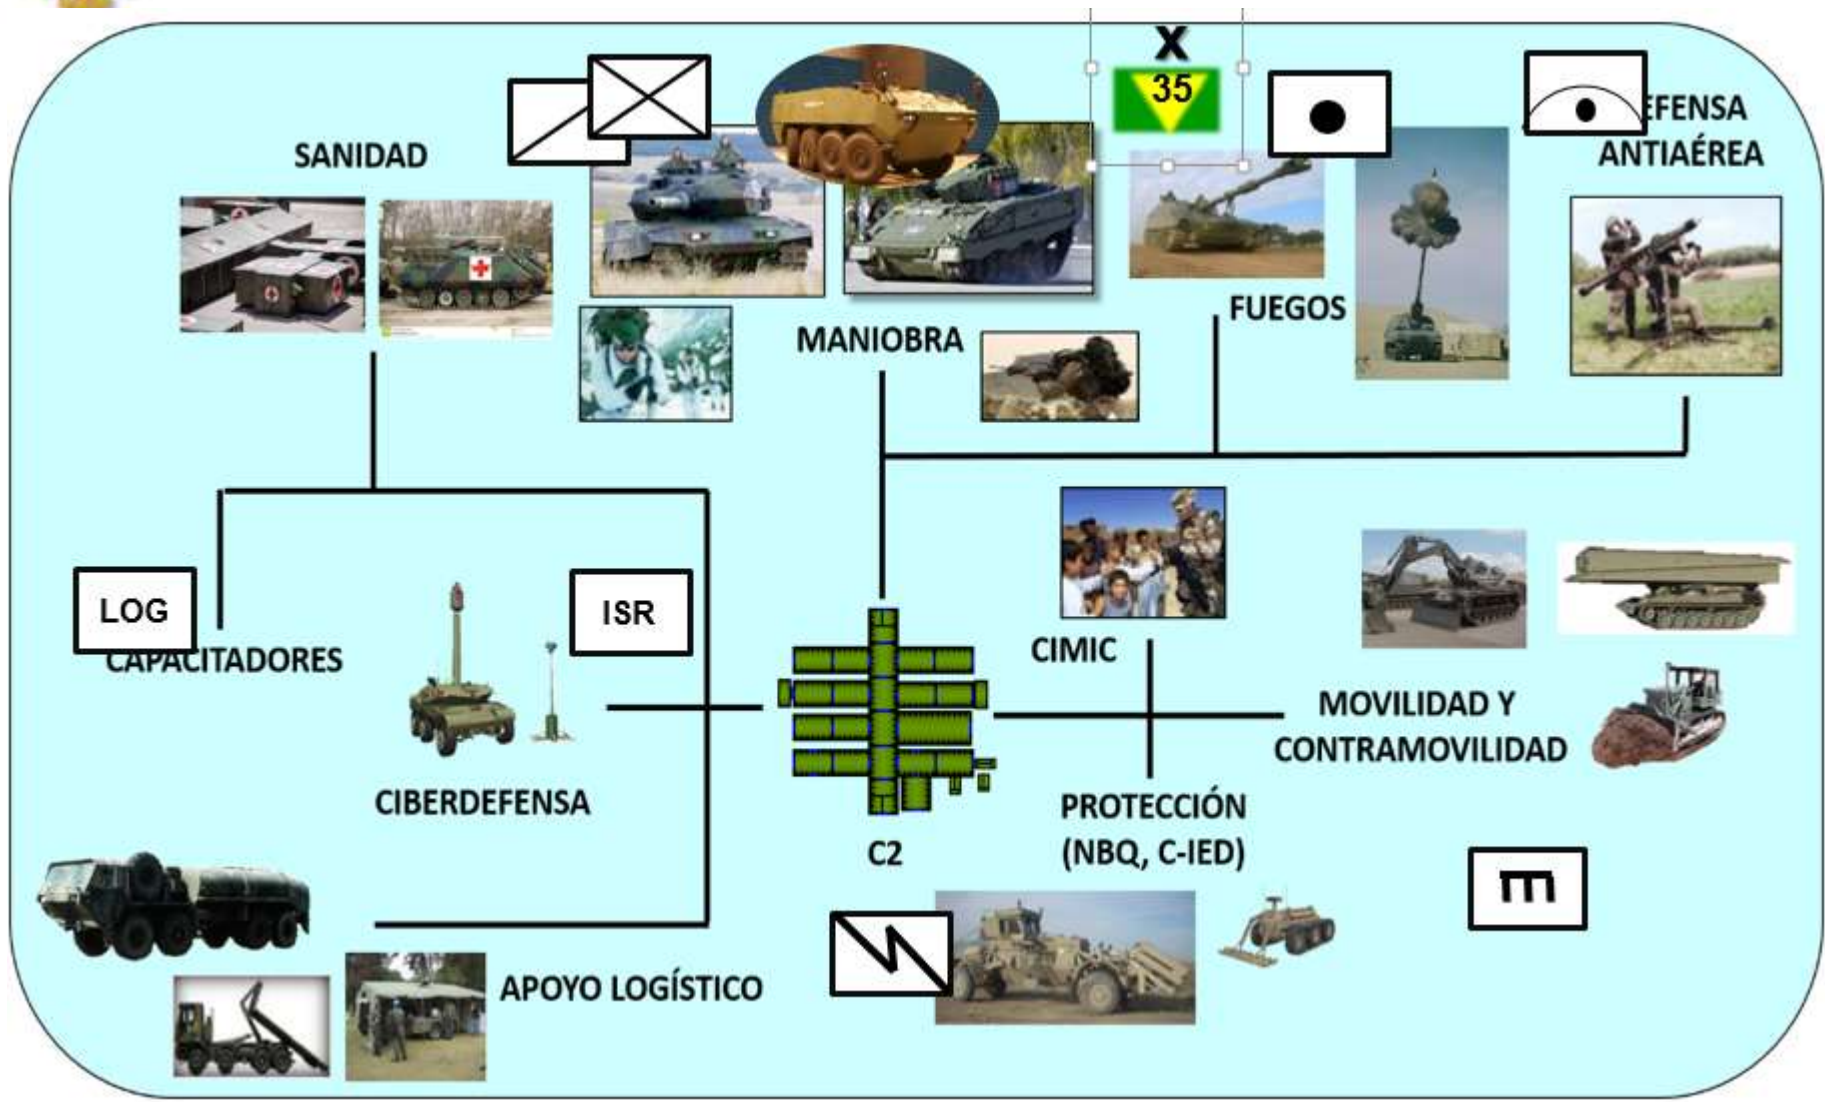 X
35
EFENSA
ANTIAÉREA
SANIDAD
FUEGOS
MANIOBRA
LOG
ISR
CAPACITADORES
CIMIC
MOVILIDAD Y
CONTRAMOVILIDAD
CIBERDEFENSA
PROTECCIÓN
(NBQ, C-IED)
C2
E
APOYO LOGÍSTICO